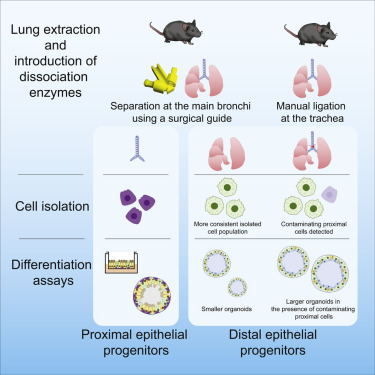 Lung extraction
and
introduction of
dissociation
enzymes
Separation at the main bronchi
using a surgical guide
Manual ligation
at the trachea
Cell isolation
More consistent isolated
cell population
Contaminating proximal
cells detected
Differentiation
assays
Smaller organoids
Larger organoids in
the presence of contaminating
proximal cells
Proximal epithelial
progenitors
Distal epithelial
progenitors